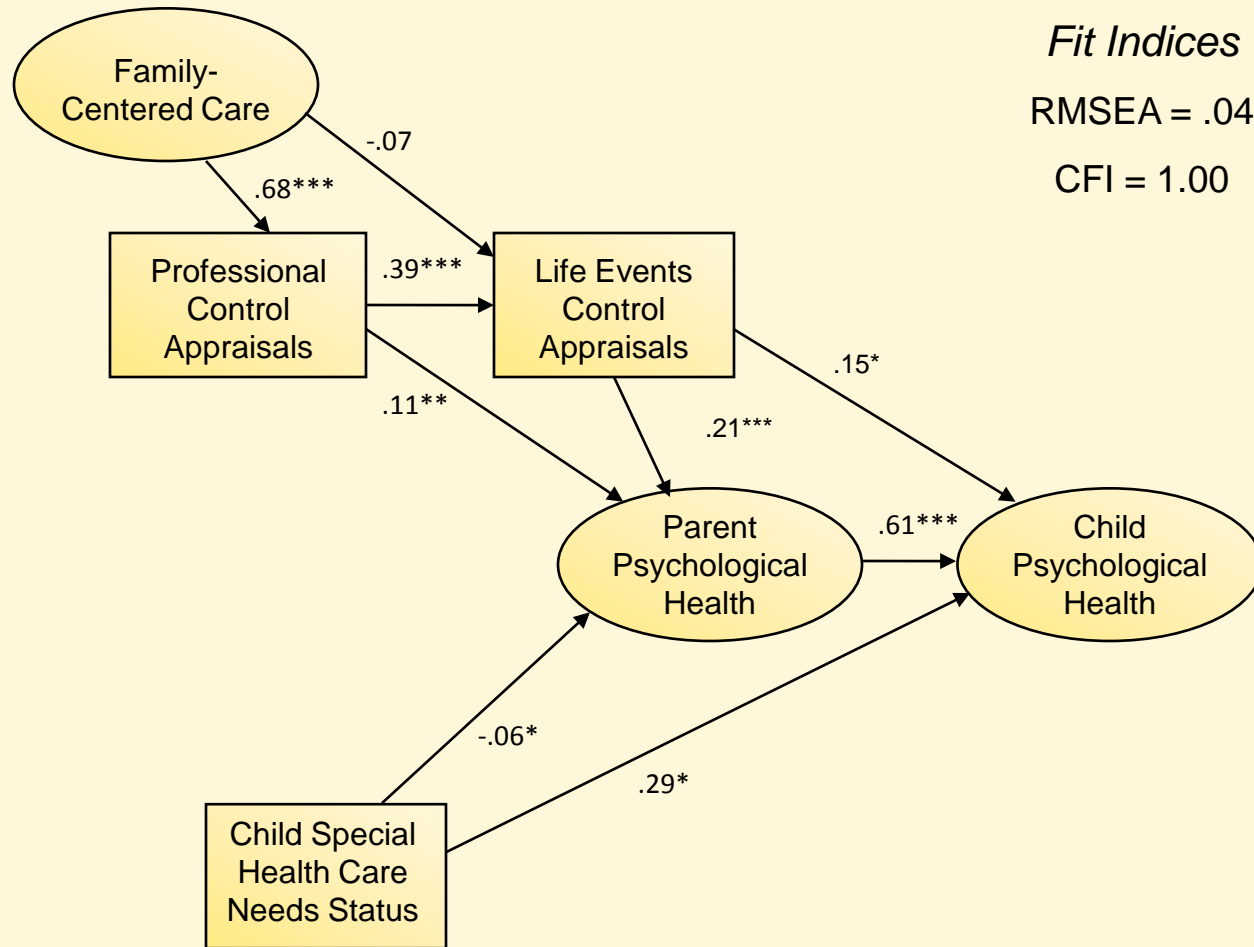 Fit Indices
RMSEA = .04
CFI = 1.00
Family-
Centered Care
-.07
.68***
Professional
Control
Appraisals
.39***
Life Events
Control
Appraisals
.15*
.11**
.21***
Parent
Psychological
Health
.61***
Child
Psychological
Health
-.06*
.29*
Child Special
Health Care
Needs Status